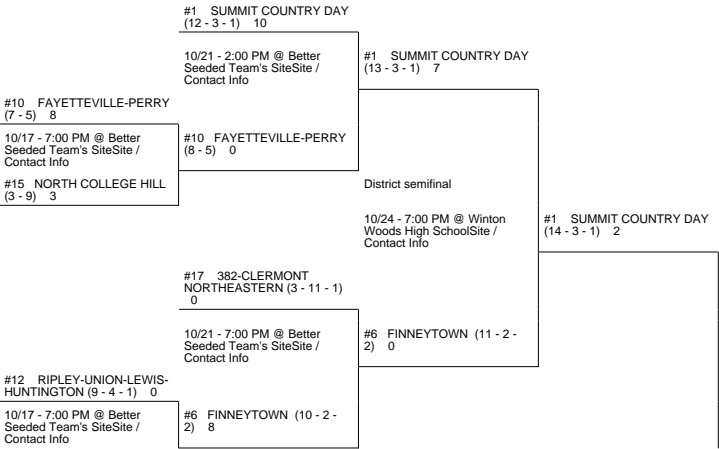 #1 SUMMIT COUNTRY DAY
(12 - 3 - 1) 10
10/21 - 2:00 PM @ Better
Seeded Team's SiteSite /
Contact Info
#1 SUMMIT COUNTRY DAY
(13 - 3 - 1) 7
#10 FAYETTEVILLE-PERRY
(7 - 5) 8
10/17 - 7:00 PM @ Better
Seeded Team's SiteSite /
Contact Info
#10 FAYETTEVILLE-PERRY
(8 - 5) 0
#15 NORTH COLLEGE HILL
(3 - 9) 3
District semifinal
10/24 - 7:00 PM @ Winton
Woods High SchoolSite /
Contact Info
#1 SUMMIT COUNTRY DAY
(14 - 3 - 1) 2
#17 382-CLERMONT
NORTHEASTERN (3 - 11 - 1)
0
10/21 - 7:00 PM @ Better
Seeded Team's SiteSite /
Contact Info
#6 FINNEYTOWN (11 - 2 -
2) 0
#12 RIPLEY-UNION-LEWIS-
HUNTINGTON (9 - 4 - 1) 0
10/17 - 7:00 PM @ Better
Seeded Team's SiteSite /
Contact Info
#6 FINNEYTOWN (10 - 2 -
2) 8